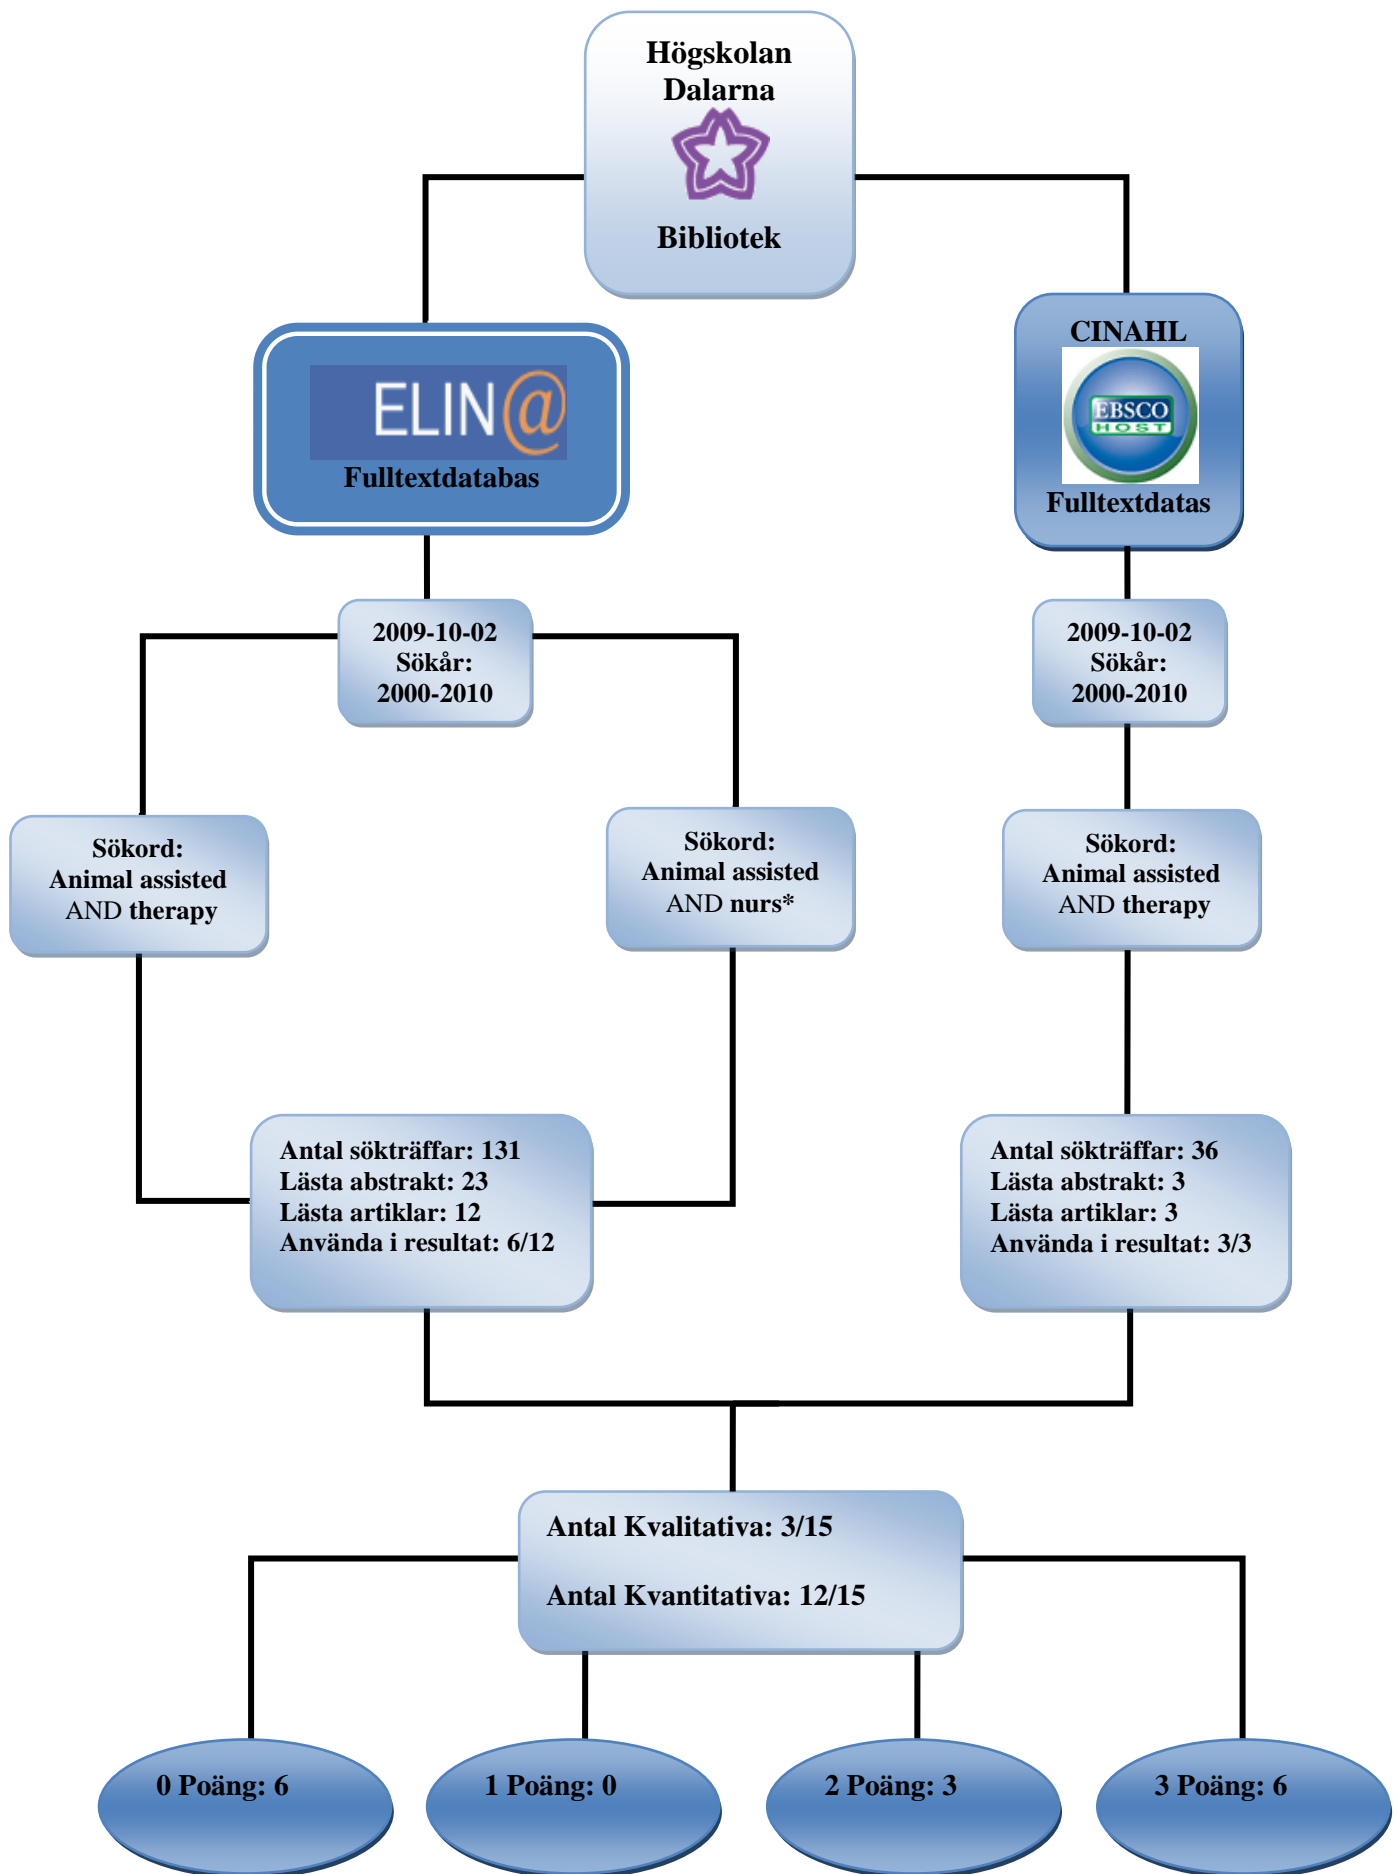 Högskolan
Dalarna
Bibliotek
ELIN@
Fulltextdatabas
CINAHL
EBSCO
HOST
Fulltextdatas
2009-10-02
Sökår:
2000-2010
2009-10-02
Sökår:
2000-2010
Sökord:
Animal assisted
AND therapy
Sökord:
Animal assisted
AND nurs*
Sökord:
Animal assisted
AND therapy
Antal sökträffar: 131
Lästa abstrakt: 23
Lästa artiklar: 12
Använda i resultat: 6/12
Antal sökträffar: 36
Lästa abstrakt: 3
Lästa artiklar: 3
Använda i resultat: 3/3
Antal Kvalitativa: 3/15
Antal Kvantitativa: 12/15
0 Poäng: 6
1 Poäng: 0
2 Poäng: 3
3 Poäng: 6